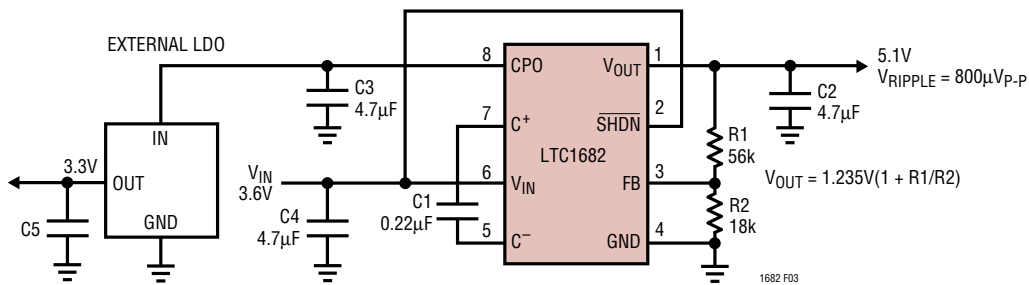 EXTERNAL LDO
IN
OUT
GND
3.3V
C5
C3
4.7µF
VIN
3.6V
C4
4.7µF
C1
0.22µF
8
7
6
5
CPO
C+
VIN
C–
LTC1682
VOUT
SHDN
FB
GND
1
2
3
4
R1
56k
R2
18k
C2
4.7µF
5.1V
VRIPPLE = 800µVP-P
VOUT = 1.235V(1 + R1/R2)
1682 F03